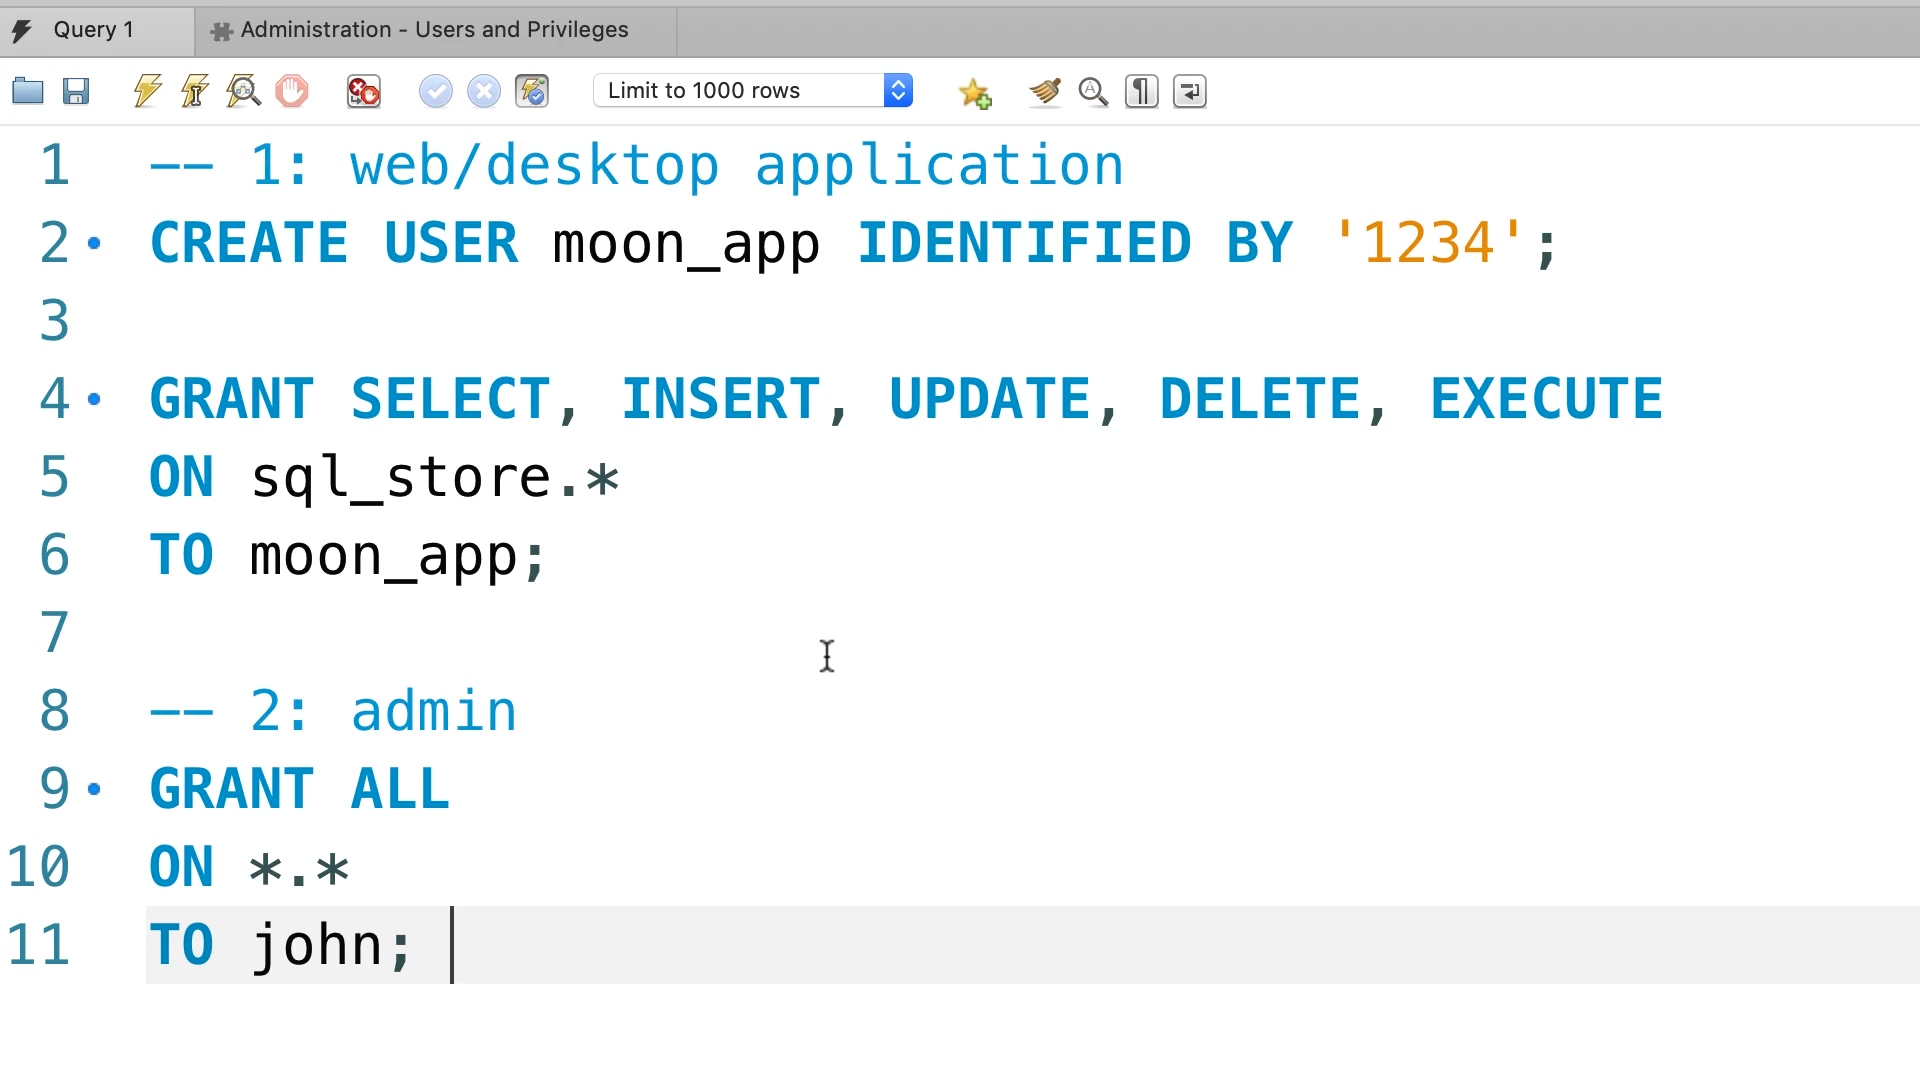 Query 1
Administration - Users and Privileges
Limit to 1000 rows
1 -- 1: web/desktop application
2 CREATE USER moon_app IDENTIFIED BY '1234';
3
4 GRANT SELECT, INSERT, UPDATE, DELETE, EXECUTE
5 ON sql_store.*
6 TO moon_app;
7
8 -- 2: admin
9 GRANT ALL
10 ON *.*
11 TO john;